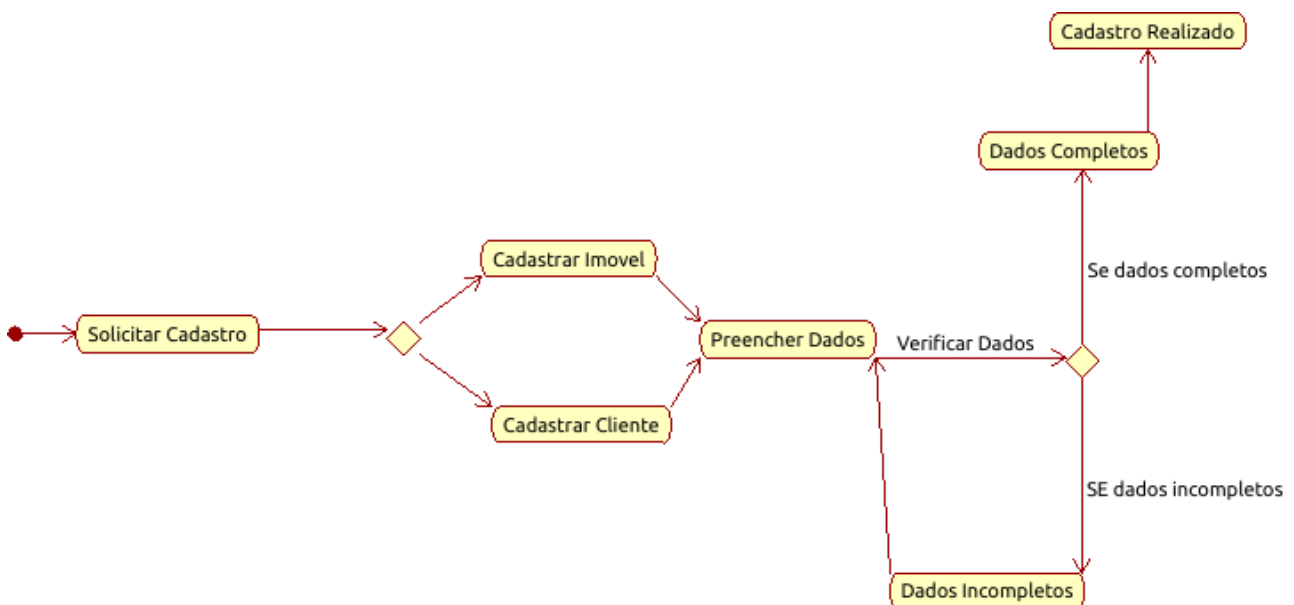 Cadastro Realizado
Dados Completos
Cadastrar Imovel
Se dados completos
Solicitar Cadastro
Preencher Dados
Verificar Dados
Cadastrar Cliente
SE dados incompletos
Dados Incompletos